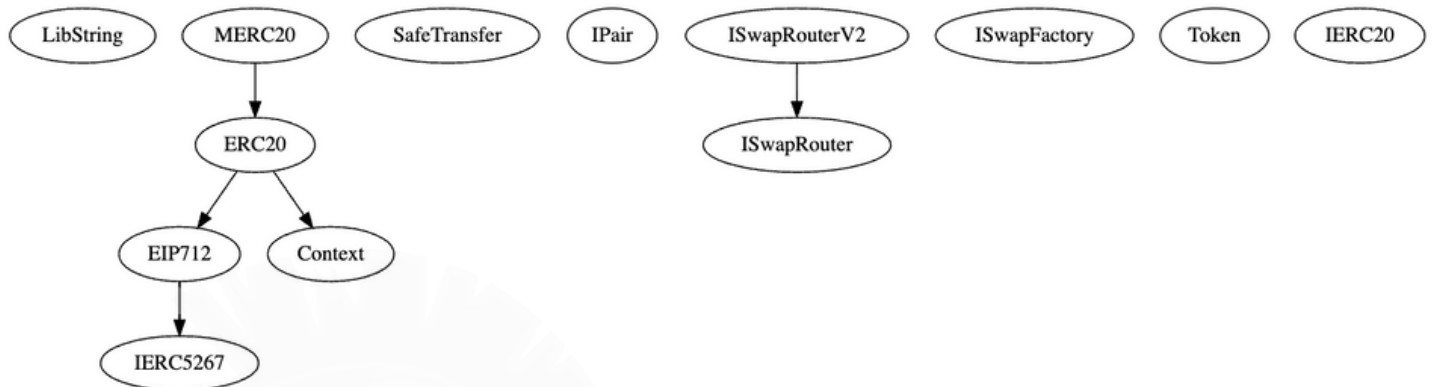 LibString MERC20 SafeTransfer IPair ISwapRouterV2 ISwapFactory Token IERC20
ERC20 ISwapRouter
EIP712 Context
IERC5267